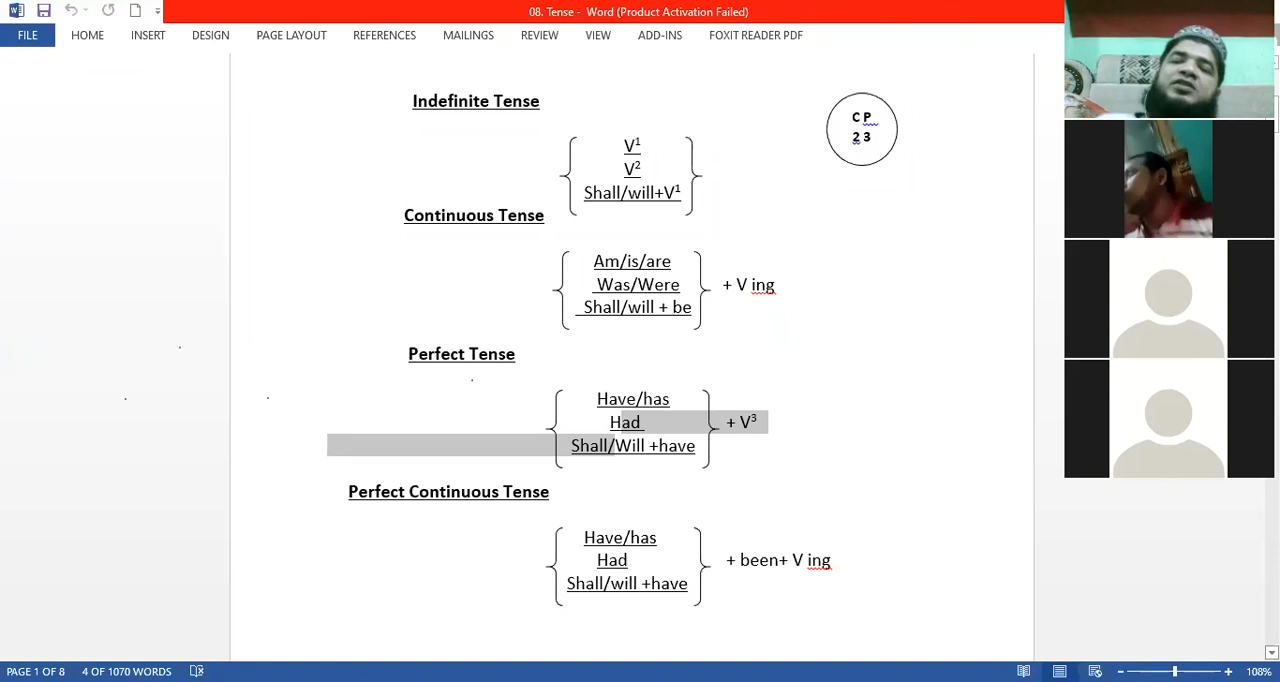 08. Tense - Word (Product Activation Failed)
FILE HOME INSERT DESIGN PAGE LAYOUT REFERENCES MAILINGS REVIEW VIEW ADD-INS FOXIT READER PDF
Indefinite Tense
C P
2 3
V¹
V²
Shall/will+V¹
Continuous Tense
Am/is/are
Was/Were + V ing
Shall/will + be
Perfect Tense
Have/has
Had + V³
Shall/Will +have
Perfect Continuous Tense
Have/has
Had + been+ V ing
Shall/will +have
PAGE 1 OF 8 4 OF 1070 WORDS 108%